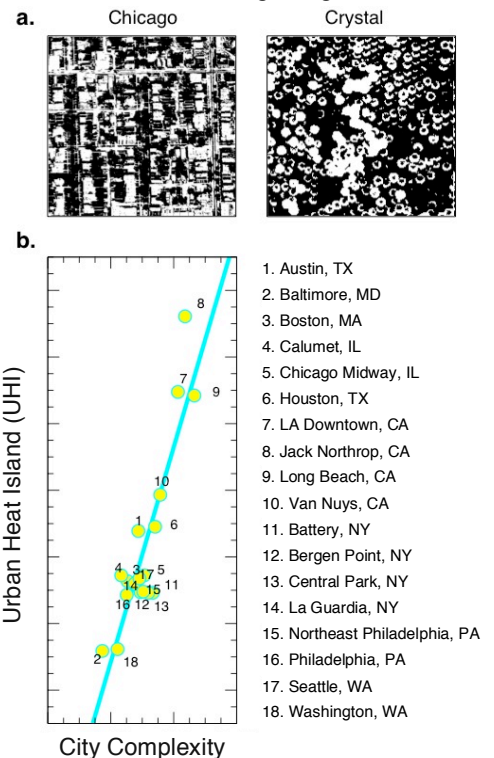 a.
Chicago
Crystal
b.
Urban Heat Island (UHI)
8
7
9
10
1
6
4
3
17
5
14
15
11
16
12
13
2
18
City Complexity
1. Austin, TX
2. Baltimore, MD
3. Boston, MA
4. Calumet, IL
5. Chicago Midway, IL
6. Houston, TX
7. LA Downtown, CA
8. Jack Northrop, CA
9. Long Beach, CA
10. Van Nuys, CA
11. Battery, NY
12. Bergen Point, NY
13. Central Park, NY
14. La Guardia, NY
15. Northeast Philadelphia, PA
16. Philadelphia, PA
17. Seattle, WA
18. Washington, WA